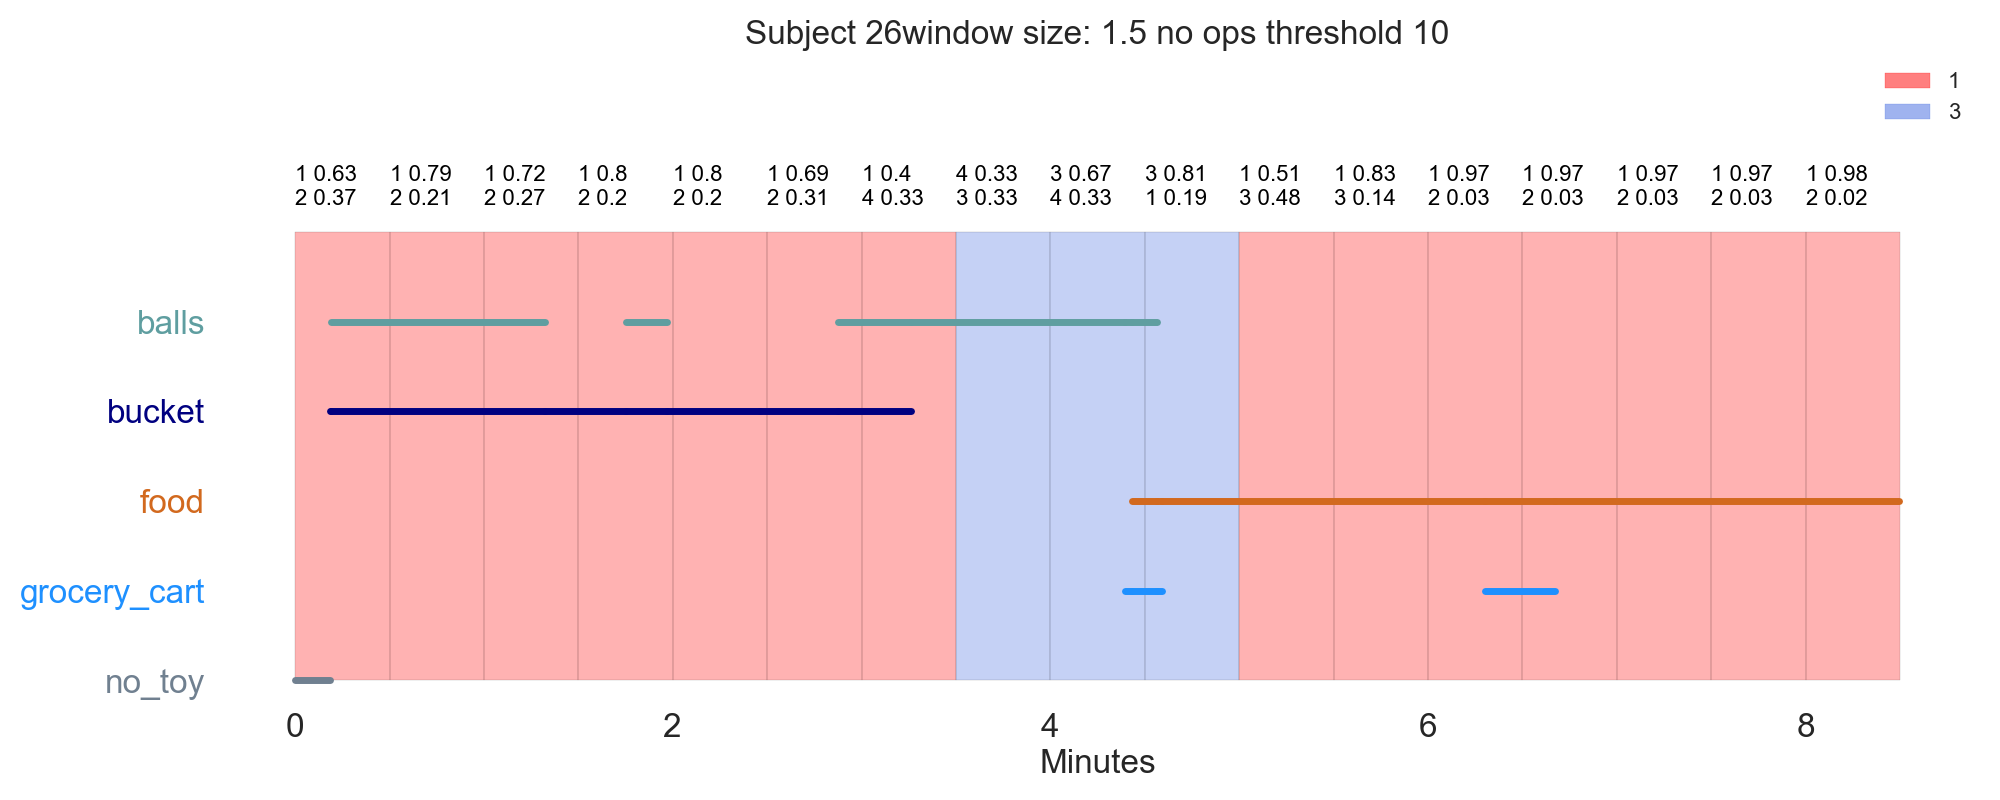 Subject 26window size: 1.5 no ops threshold 10
1
3
1 0.63 1 0.79 1 0.72 1 0.8 1 0.8 1 0.69 1 0.4 4 0.33 3 0.67 3 0.81 1 0.51 1 0.83 1 0.97 1 0.97 1 0.97 1 0.97 1 0.98
2 0.37 2 0.21 2 0.27 2 0.2 2 0.2 2 0.31 4 0.33 3 0.33 4 0.33 1 0.19 3 0.48 3 0.14 2 0.03 2 0.03 2 0.03 2 0.03 2 0.02
balls
bucket
food
grocery_cart
no_toy
0 2 4 6 8
Minutes